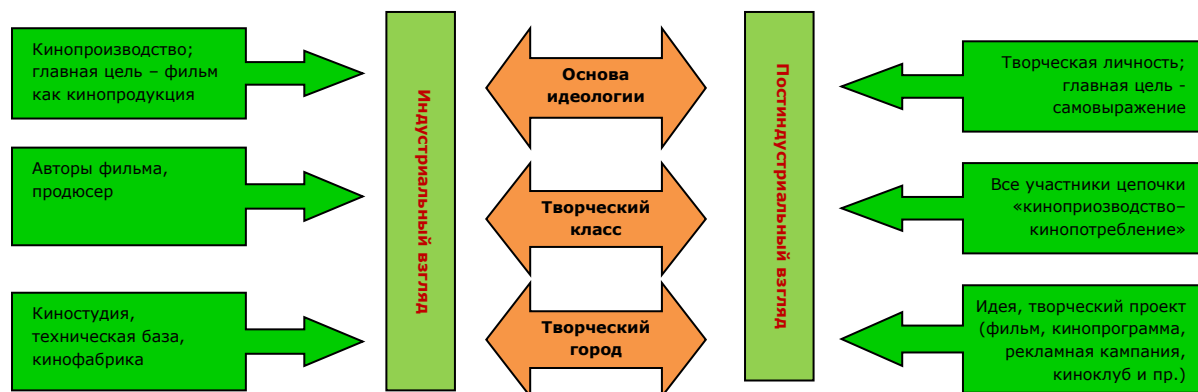 Кинопроизводство;
главная цель – фильм
как кинопродукция
Авторы фильма,
продюсер
Киностудия,
техническая база,
кинофабрика
Индустриальный взгляд
Основа
идеологии
Творческий
класс
Творческий
город
Постиндустриальный взгляд
Творческая личность;
главная цель -
самовыражение
Все участники цепочки
«киноприозводство–
кинопотребление»
Идея, творческий проект
(фильм, кинопрограмма,
рекламная кампания,
киноклуб и пр.)